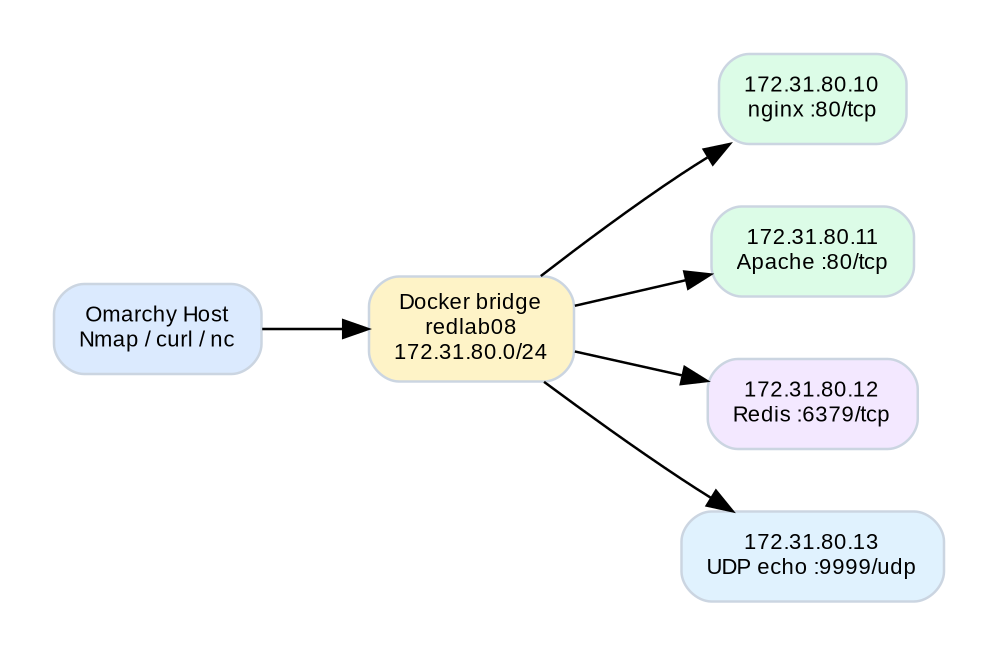 Omarchy Host
Nmap / curl / nc
Docker bridge
redlab08
172.31.80.0/24
172.31.80.10
nginx :80/tcp
172.31.80.11
Apache :80/tcp
172.31.80.12
Redis :6379/tcp
172.31.80.13
UDP echo :9999/udp